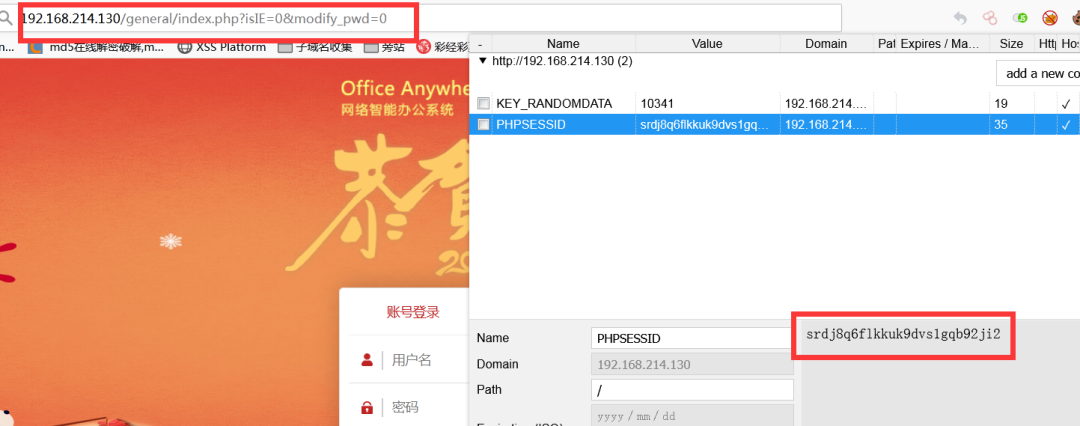 192.168.214.130/general/index.php?isIE=0&modify_pwd=0
md5在线解密破解,m... XSS Platform 子域名收集 旁站 彩经彩
- Name Value Domain Pat Expires / Ma... Size Htt Hos
http://192.168.214.130 (2)
add a new co
KEY_RANDOMDATA 10341 192.168.214.... 19 ✓
PHPSESSID srdj8q6flkkuk9dvs1gq... 192.168.214.... 35 ✓
Office Anywhe
网络智能办公系统
恭贺
20
账号登录
用户名
密码
Name PHPSESSID
srdj8q6flkkuk9dvs1gqb92ji2
Domain 192.168.214.130
Path /
yyyy / mm / dd